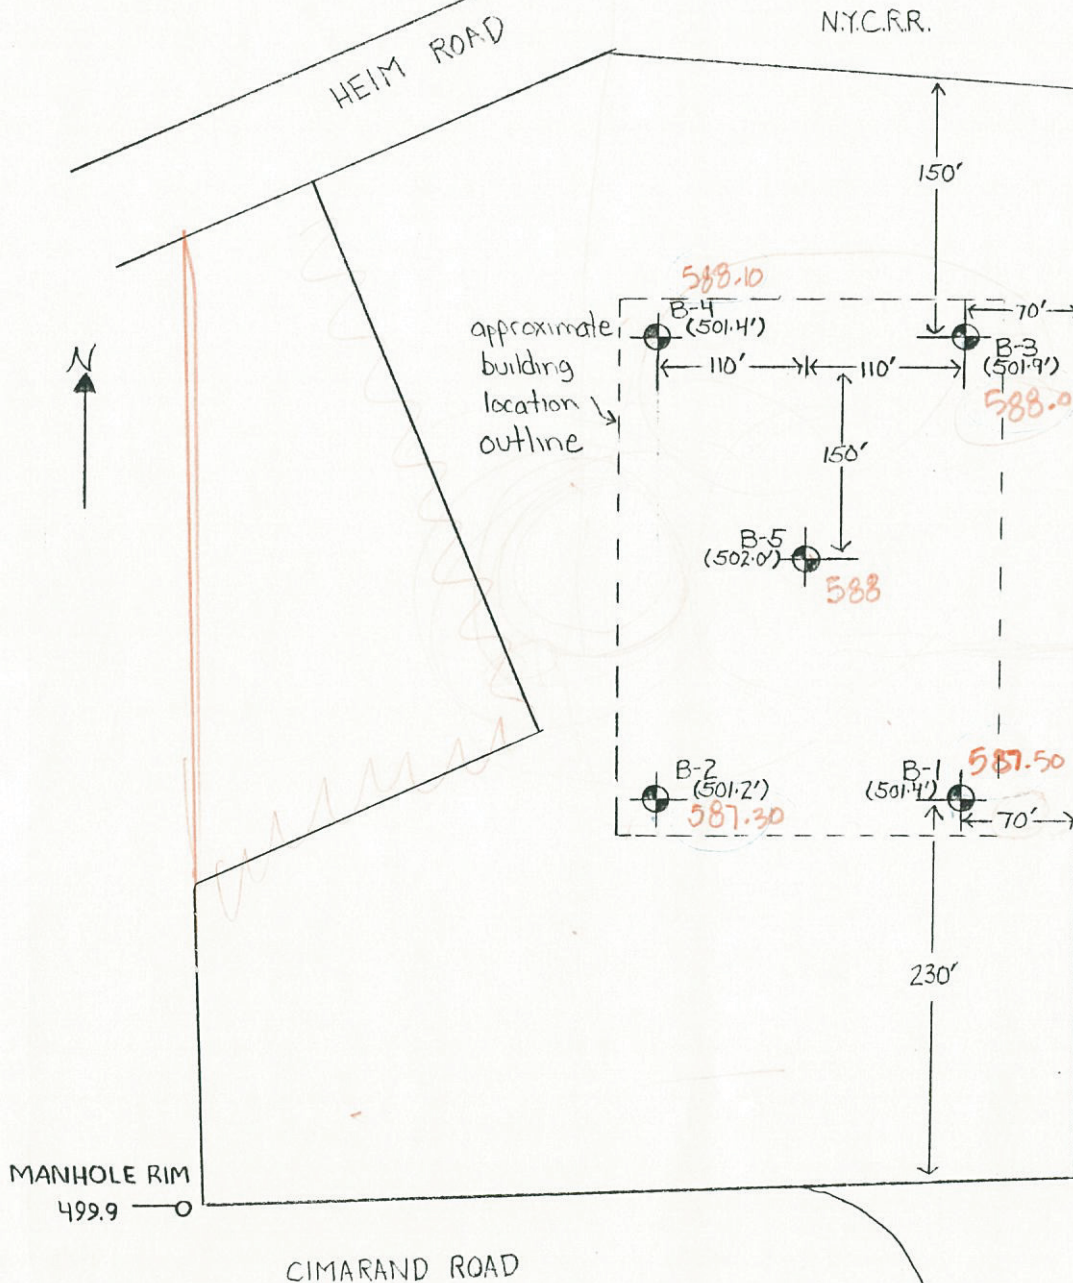 N.Y.C.R.R.
HEIM ROAD
150'
588.10
B-4
(501.4')
70'
approximate
building
location
outline
N
110'
110'
B-3
(501.9')
588.9
150'
B-5
(502.0')
588
B-2
(501.2')
587.30
B-1
(501.4')
587.50
70'
230'
MANHOLE RIM
499.9
CIMARAND ROAD